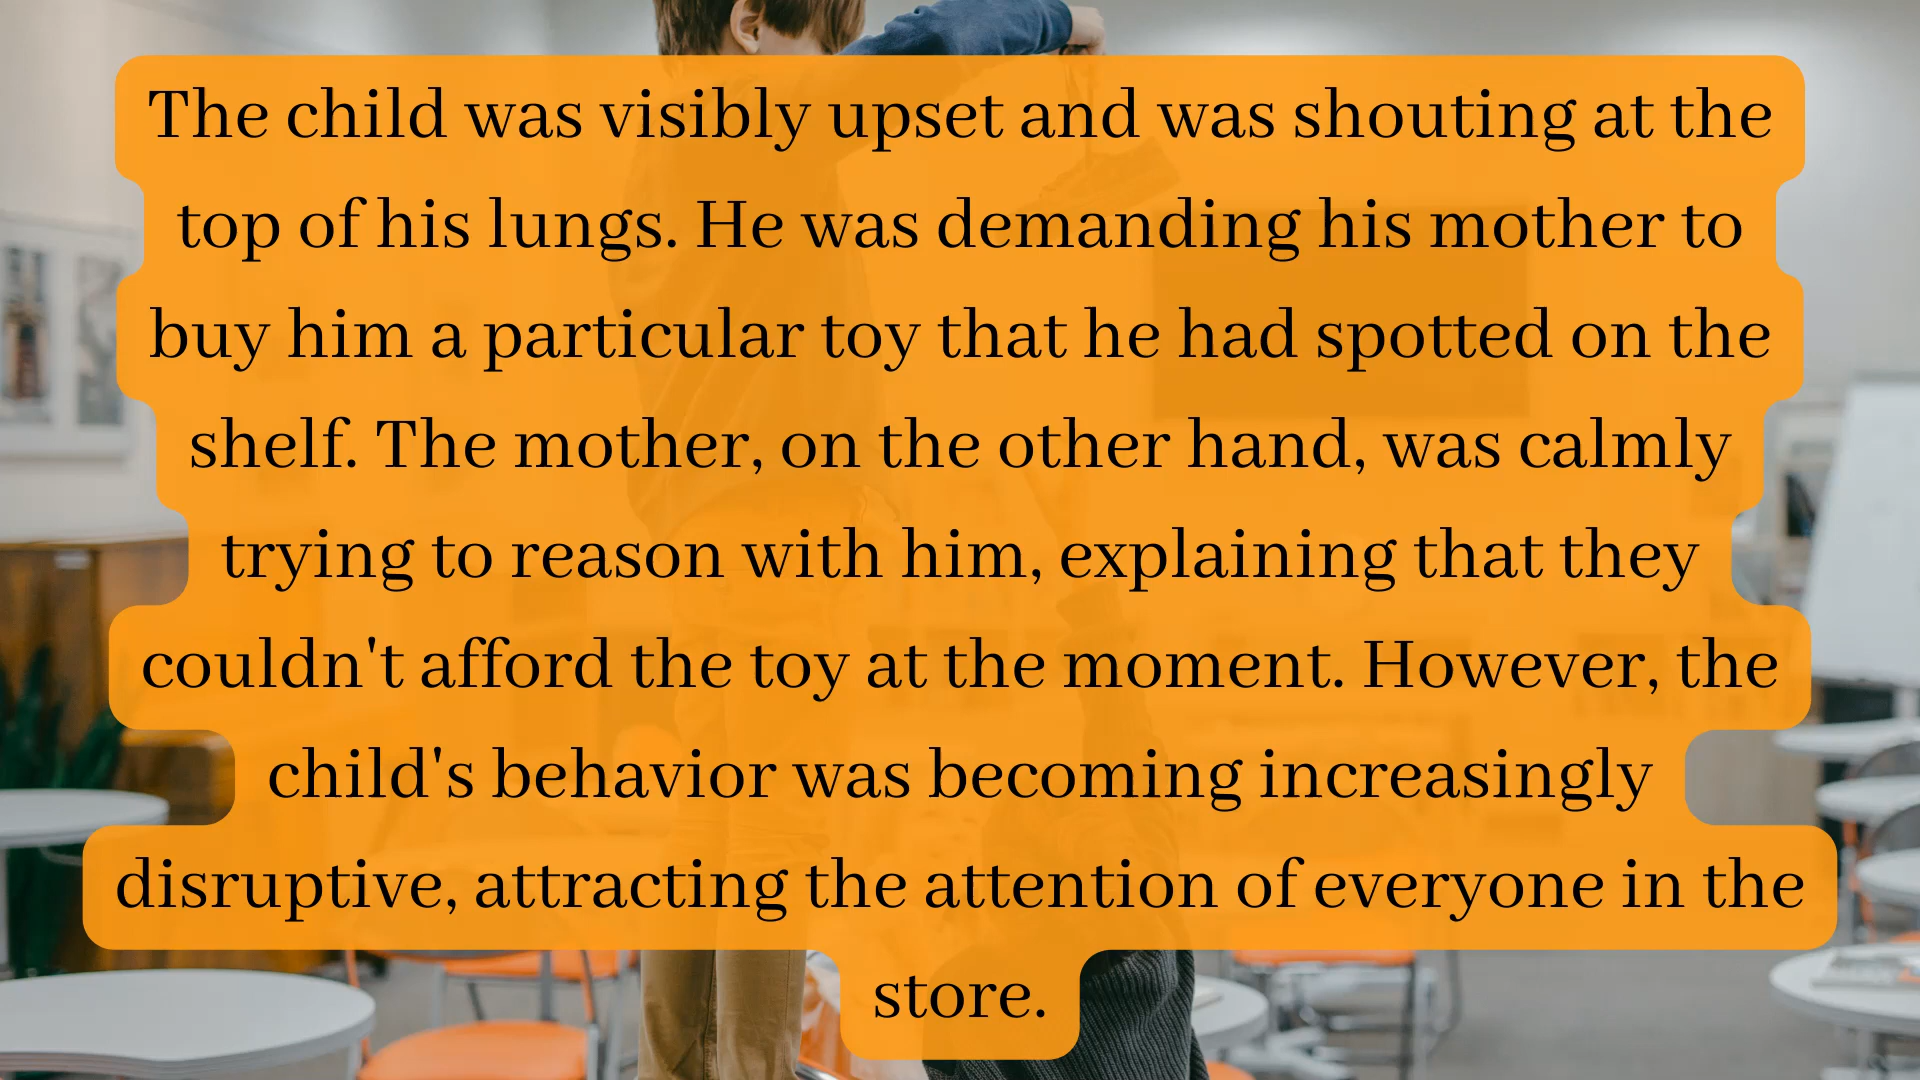 The child was visibly upset and was shouting at the
top of his lungs. He was demanding his mother to
buy him a particular toy that he had spotted on the
shelf. The mother, on the other hand, was calmly
trying to reason with him, explaining that they
couldn't afford the toy at the moment. However, the
child's behavior was becoming increasingly
disruptive, attracting the attention of everyone in the
store.